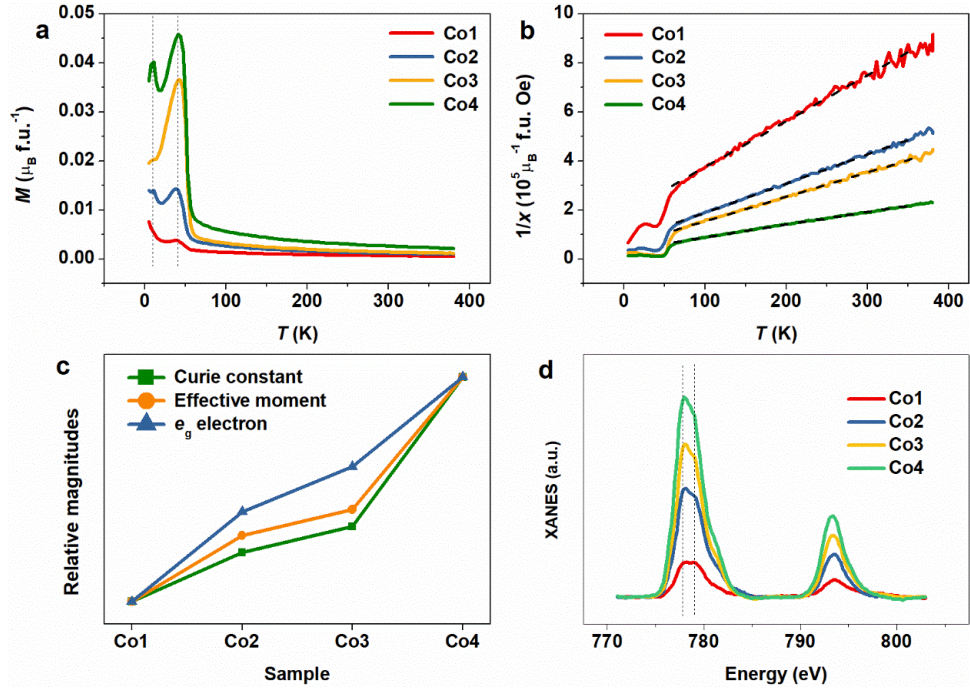 a
Co1
Co2
Co3
Co4
M (μB f.u.-1)
0.05
0.04
0.03
0.02
0.01
0.00
0 100 200 300 400
T (K)
b
Co1
Co2
Co3
Co4
1/x (10⁵μB⁻¹ f.u. Oe)
10
8
6
4
2
0
0 100 200 300 400
T (K)
c
Curie constant
Effective moment
eg electron
Relative magnitudes
Co1 Co2 Co3 Co4
Sample
d
Co1
Co2
Co3
Co4
XANES (a.u.)
770 780 790 800
Energy (eV)